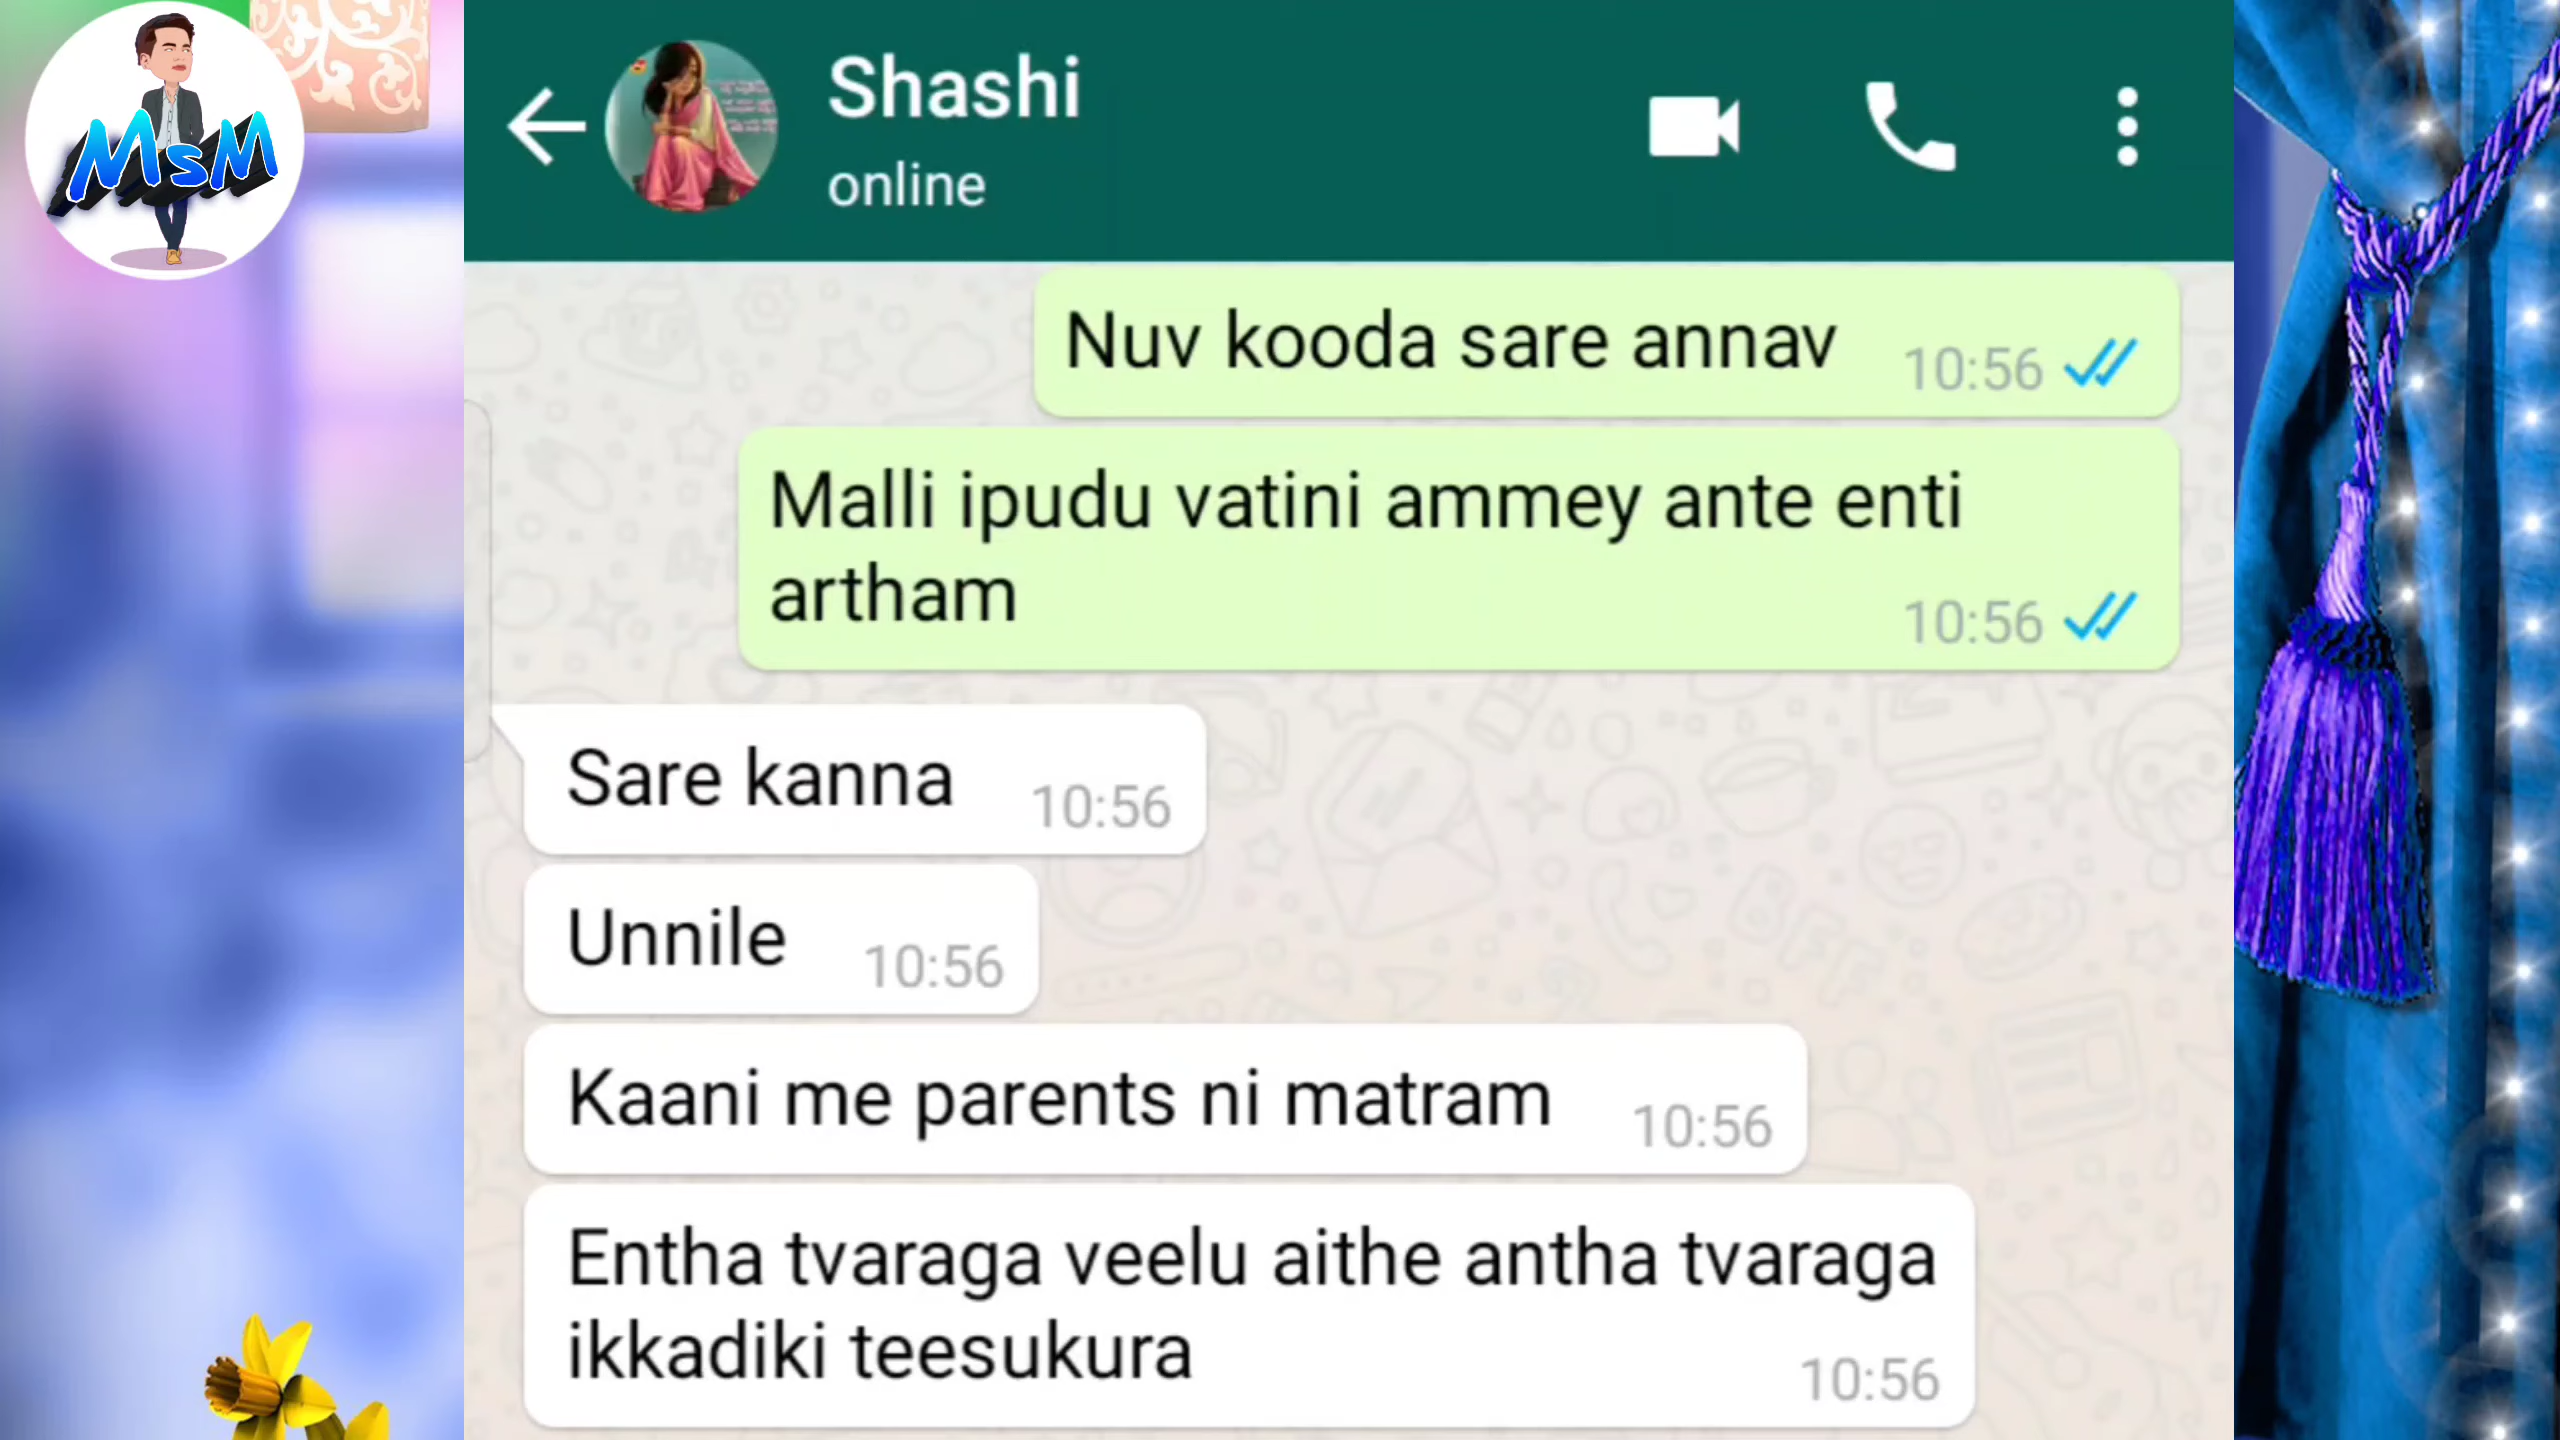 MsM
Shashi
online
Nuv kooda sare annav
10:56
Malli ipudu vatini ammey ante enti
artham
10:56
Sare kanna
10:56
Unnile
10:56
Kaani me parents ni matram
10:56
Entha tvaraga veelu aithe antha tvaraga
ikkadiki teesukura
10:56